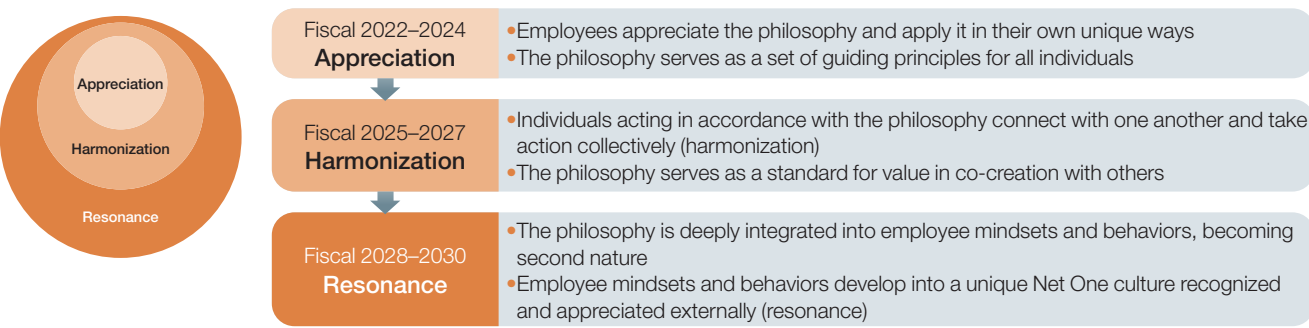 Appreciation
Harmonization
Resonance
Fiscal 2022–2024
Appreciation
•Employees appreciate the philosophy and apply it in their own unique ways
•The philosophy serves as a set of guiding principles for all individuals
Fiscal 2025–2027
Harmonization
•Individuals acting in accordance with the philosophy connect with one another and take
action collectively (harmonization)
•The philosophy serves as a standard for value in co-creation with others
Fiscal 2028–2030
Resonance
•The philosophy is deeply integrated into employee mindsets and behaviors, becoming
second nature
•Employee mindsets and behaviors develop into a unique Net One culture recognized
and appreciated externally (resonance)